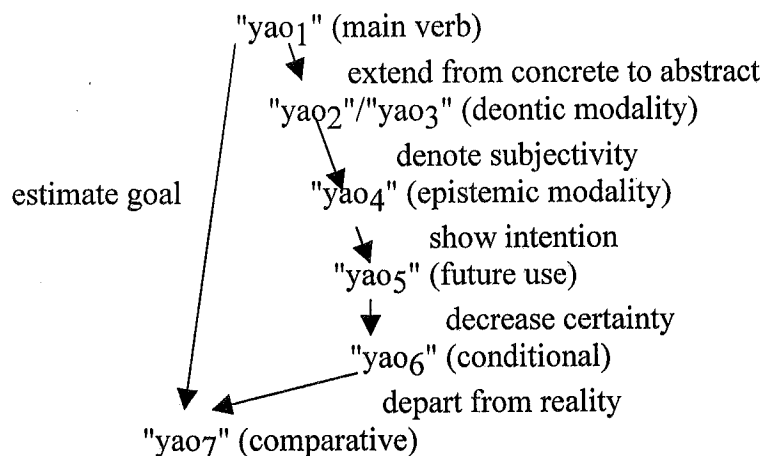 "yao1" (main verb)
extend from concrete to abstract
"yao2"/"yao3" (deontic modality)
denote subjectivity
estimate goal
"yao4" (epistemic modality)
show intention
"yao5" (future use)
decrease certainty
"yao6" (conditional)
depart from reality
"yao7" (comparative)